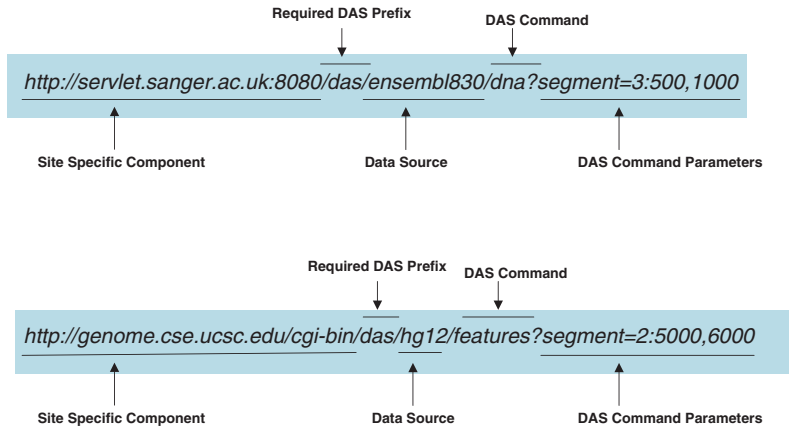 Required DAS Prefix
DAS Command
http://servlet.sanger.ac.uk:8080/das/ensembl830/dna?segment=3:500,1000
Site Specific Component
Data Source
DAS Command Parameters
Required DAS Prefix
DAS Command
http://genome.cse.ucsc.edu/cgi-bin/das/hg12/features?segment=2:5000,6000
Site Specific Component
Data Source
DAS Command Parameters